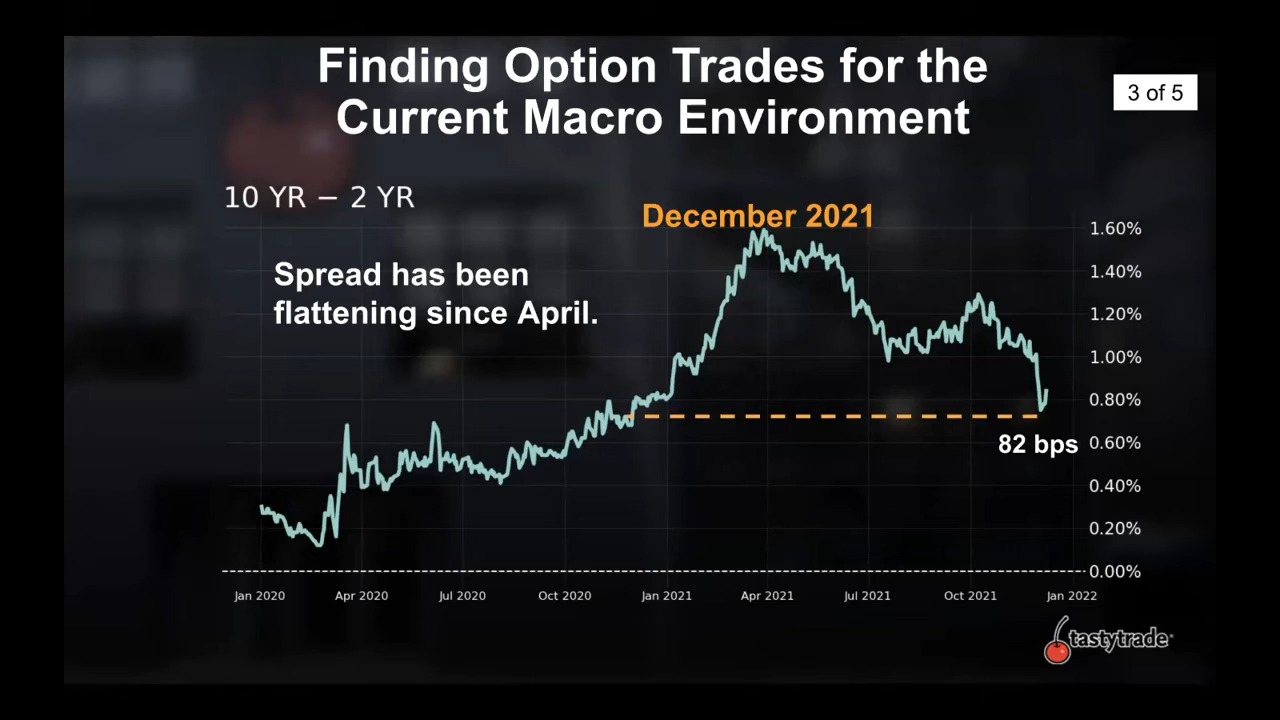 Finding Option Trades for the
Current Macro Environment
3 of 5
10 YR − 2 YR
December 2021
Spread has been
flattening since April.
1.60%
1.40%
1.20%
1.00%
0.80%
82 bps
0.60%
0.40%
0.20%
0.00%
Jan 2020 Apr 2020 Jul 2020 Oct 2020 Jan 2021 Apr 2021 Jul 2021 Oct 2021 Jan 2022
tastytrade